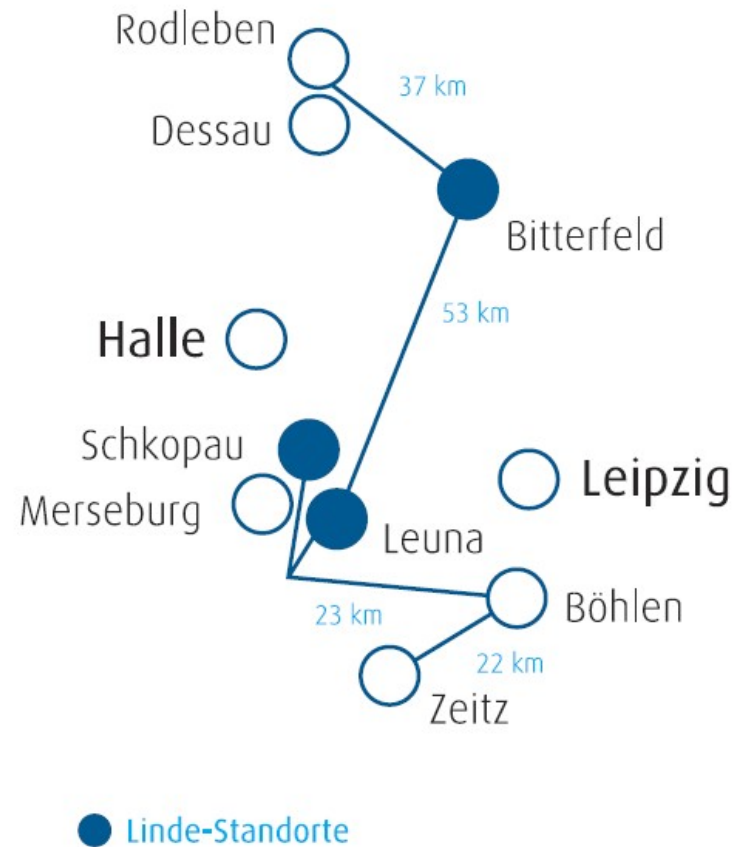 Rodleben
37 km
Dessau
Bitterfeld
53 km
Halle
Schkopau
Leipzig
Merseburg
Leuna
Böhlen
23 km
22 km
Zeitz
Linde-Standorte